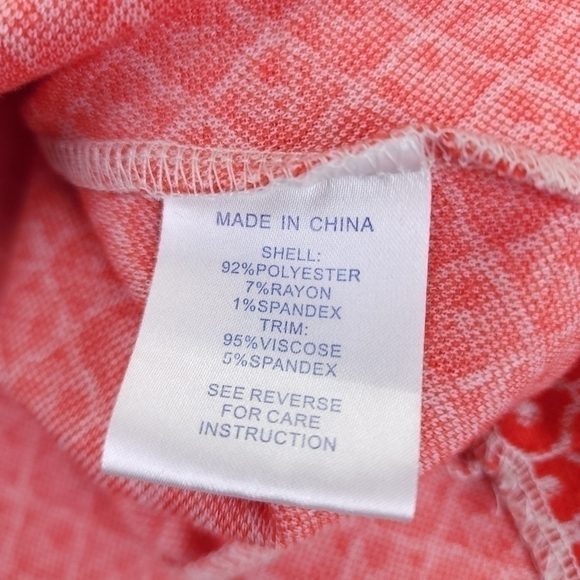 MADE IN CHINA
SHELL:
92%POLYESTER
7%RAYON
1%SPANDEX
TRIM:
95%VISCOSE
5%SPANDEX
SEE REVERSE
FOR CARE
INSTRUCTION